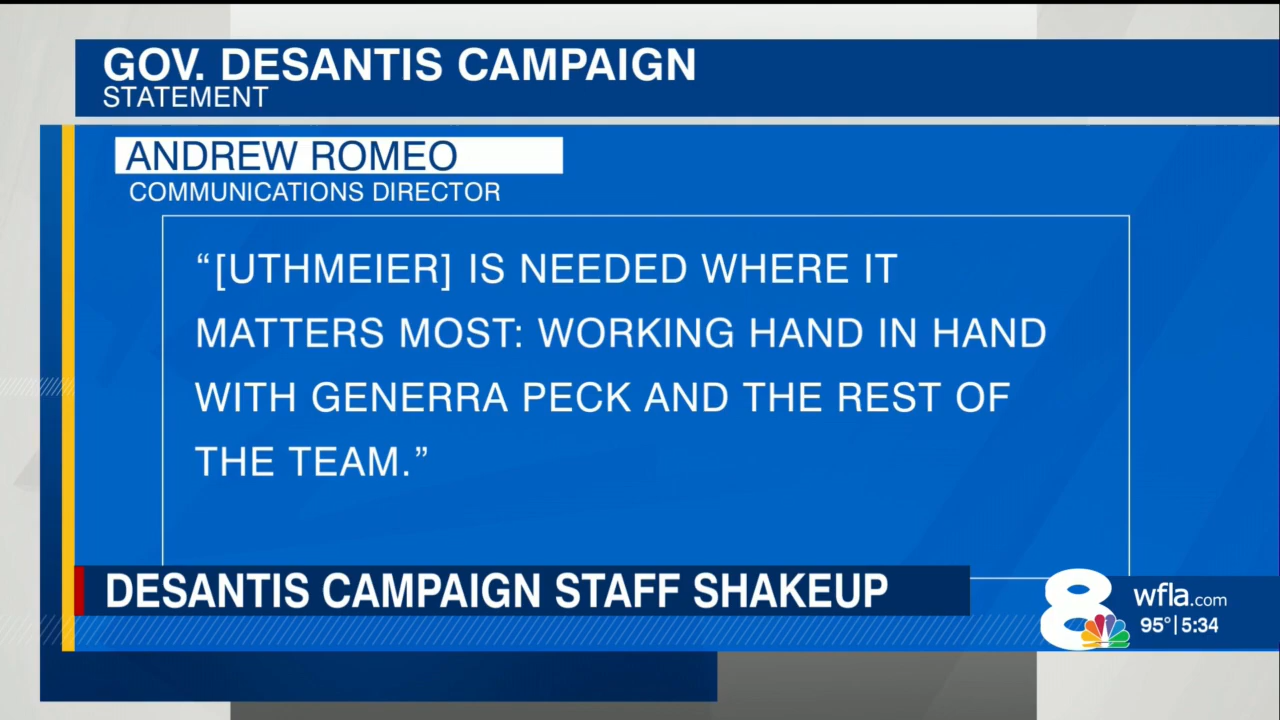 GOV. DESANTIS CAMPAIGN
STATEMENT
ANDREW ROMEO
COMMUNICATIONS DIRECTOR
“[UTHMEIER] IS NEEDED WHERE IT
MATTERS MOST: WORKING HAND IN HAND
WITH GENERRA PECK AND THE REST OF
THE TEAM.”
DESANTIS CAMPAIGN STAFF SHAKEUP
8
wfla.com
95°|5:34